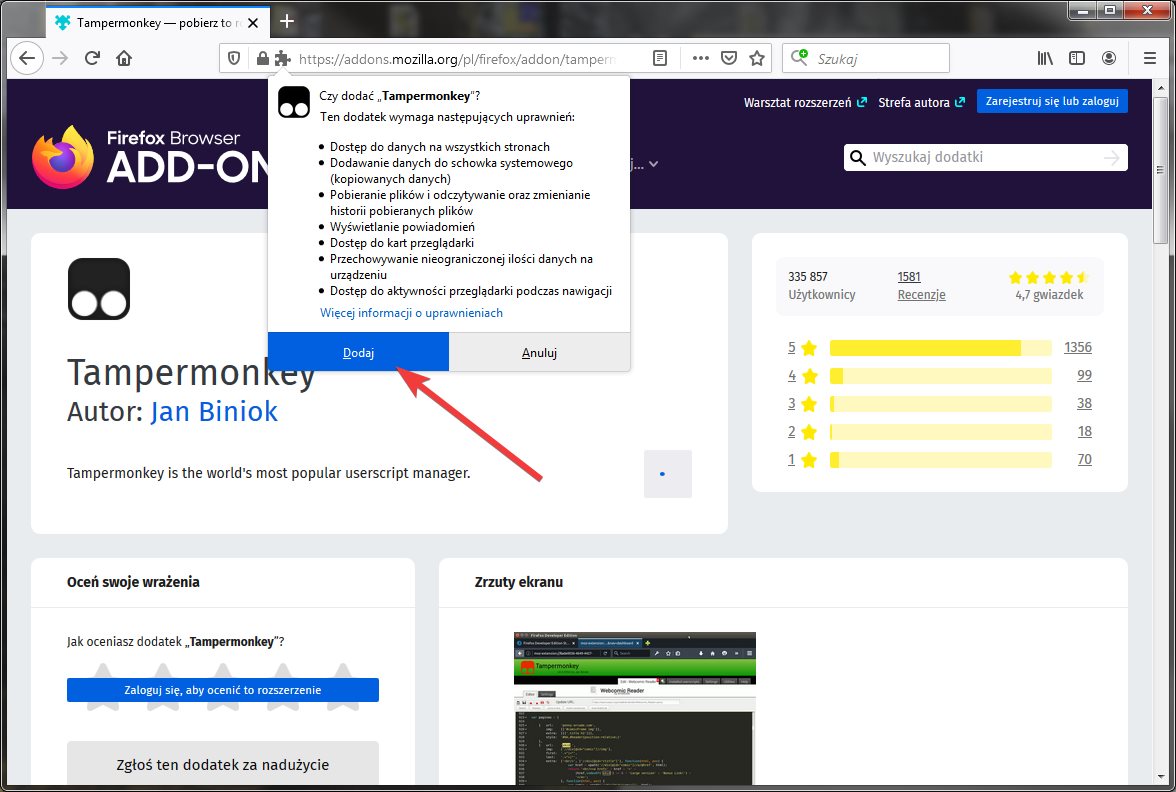 Tampermonkey — pobierz to ro
https://addons.mozilla.org/pl/firefox/addon/tamperm
Szukaj
Czy dodać „Tampermonkey”?
Ten dodatek wymaga następujących uprawnień:
Dostęp do danych na wszystkich stronach
Dodawanie danych do schowka systemowego
(kopiowanych danych)
Pobieranie plików i odczytywanie oraz zmienianie
historii pobieranych plików
Wyświetlanie powiadomień
Dostęp do kart przeglądarki
Przechowywanie nieograniczonej ilości danych na
urządzeniu
Dostęp do aktywności przeglądarki podczas nawigacji
Więcej informacji o uprawnieniach
Dodaj
Anuluj
Warsztat rozszerzeń
Strefa autora
Zarejestruj się lub zaloguj
Firefox Browser
ADD-ON
j...
Wyszukaj dodatki
Tampermonkey
Autor: Jan Biniok
Tampermonkey is the world's most popular userscript manager.
335 857
Użytkownicy
1581
Recenzje
4,7 gwiazdek
5 1356
4 99
3 38
2 18
1 70
Oceń swoje wrażenia
Jak oceniasz dodatek „Tampermonkey”?
Zaloguj się, aby ocenić to rozszerzenie
Zgłoś ten dodatek za nadużycie
Zrzuty ekranu
Tampermonkey
Webcomic Reader